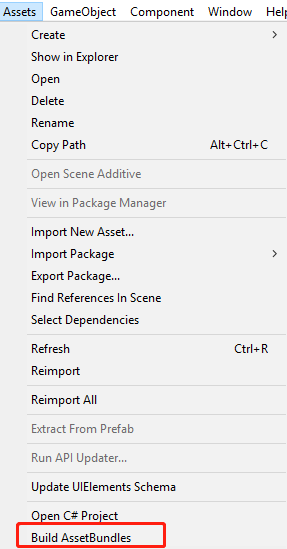 Assets GameObject Component Window Help
Create
Show in Explorer
Open
Delete
Rename
Copy Path Alt+Ctrl+C
Open Scene Additive
View in Package Manager
Import New Asset...
Import Package
Export Package...
Find References In Scene
Select Dependencies
Refresh Ctrl+R
Reimport
Reimport All
Extract From Prefab
Run API Updater...
Update UIElements Schema
Open C# Project
Build AssetBundles